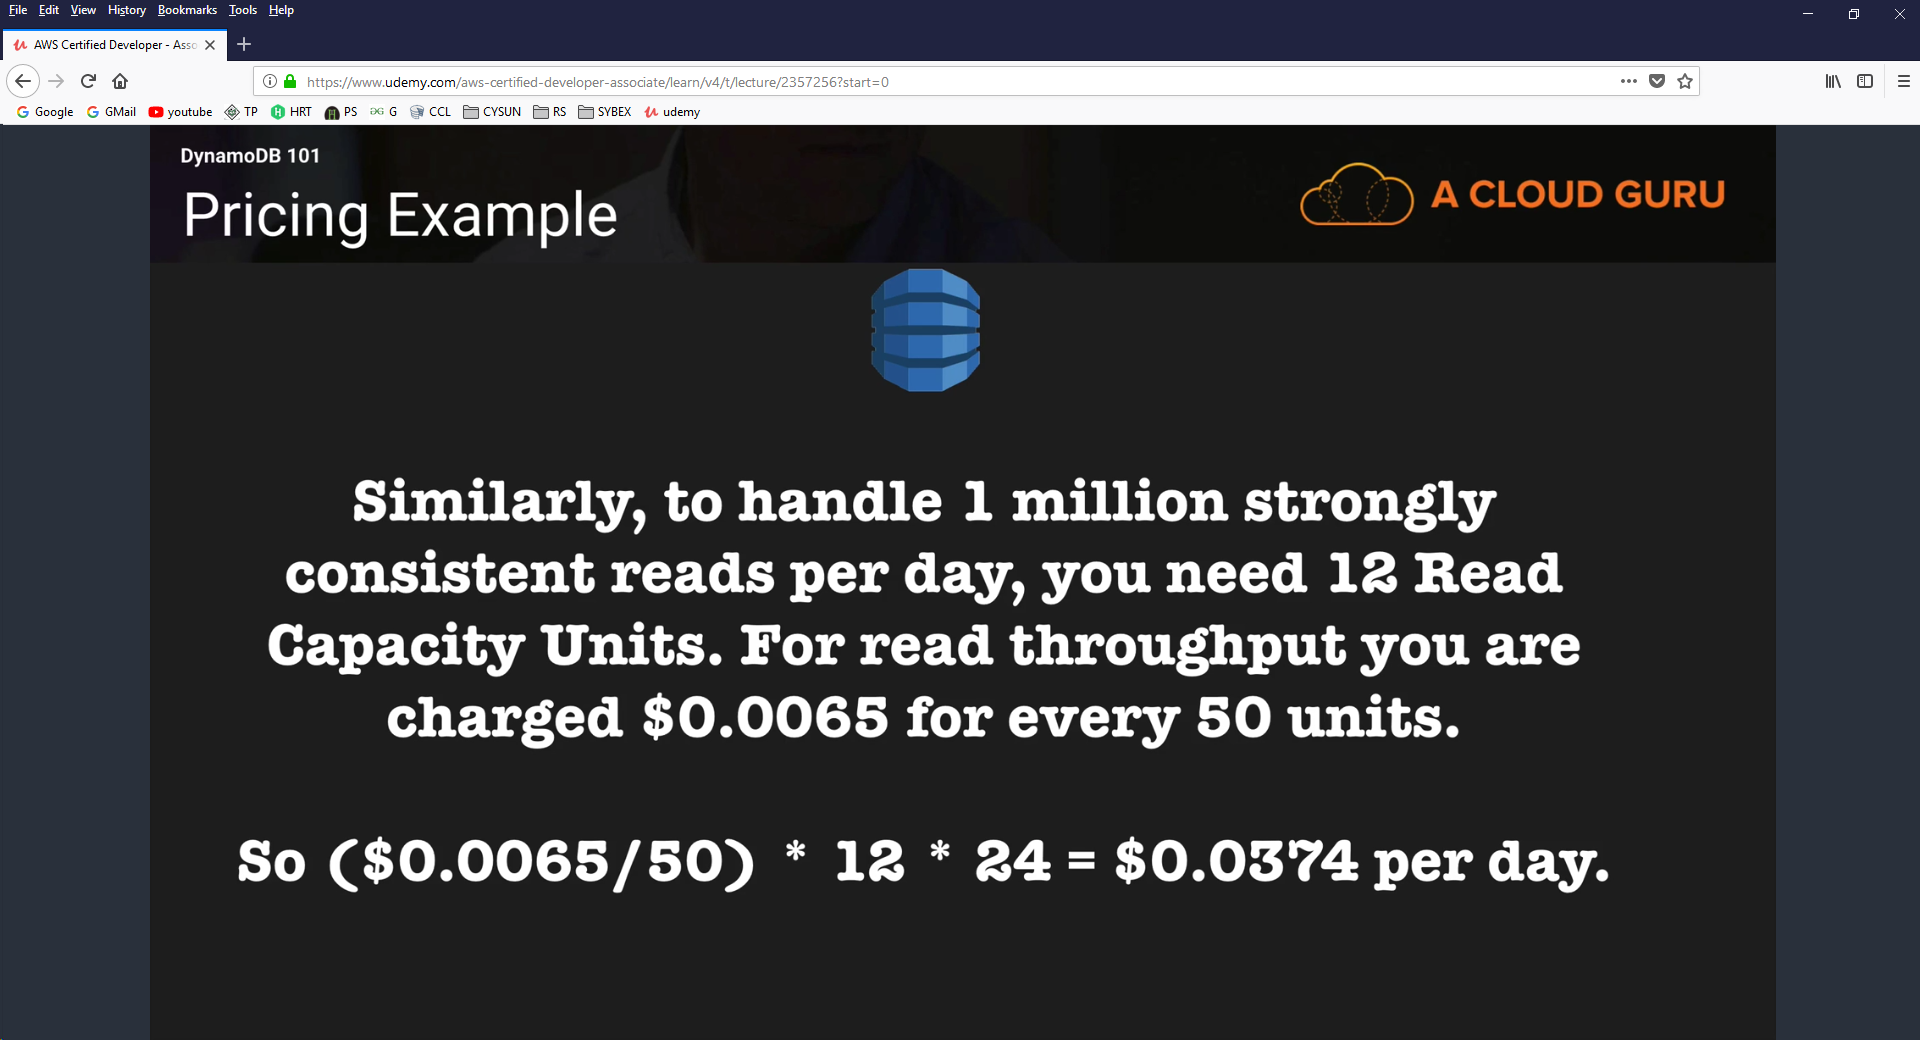 File Edit View History Bookmarks Tools Help
AWS Certified Developer - Asso
https://www.udemy.com/aws-certified-developer-associate/learn/v4/t/lecture/2357256?start=0
Google GMail youtube TP HRT PS G CCL CYSUN RS SYBEX udemy
DynamoDB 101
Pricing Example
A CLOUD GURU
Similarly, to handle 1 million strongly
consistent reads per day, you need 12 Read
Capacity Units. For read throughput you are
charged $0.0065 for every 50 units.
So ($0.0065/50) * 12 * 24 = $0.0374 per day.